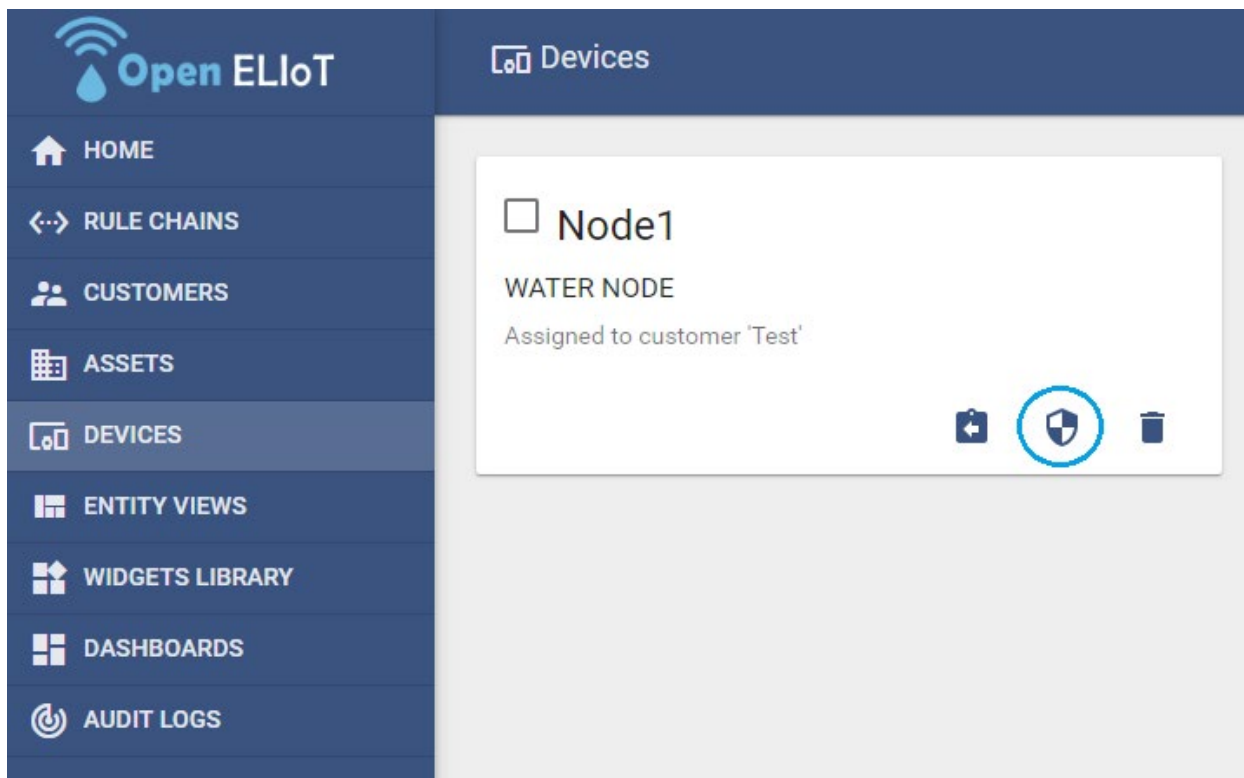 Open ELIoT
Devices
HOME
RULE CHAINS
CUSTOMERS
ASSETS
DEVICES
ENTITY VIEWS
WIDGETS LIBRARY
DASHBOARDS
AUDIT LOGS
Node1
WATER NODE
Assigned to customer 'Test'